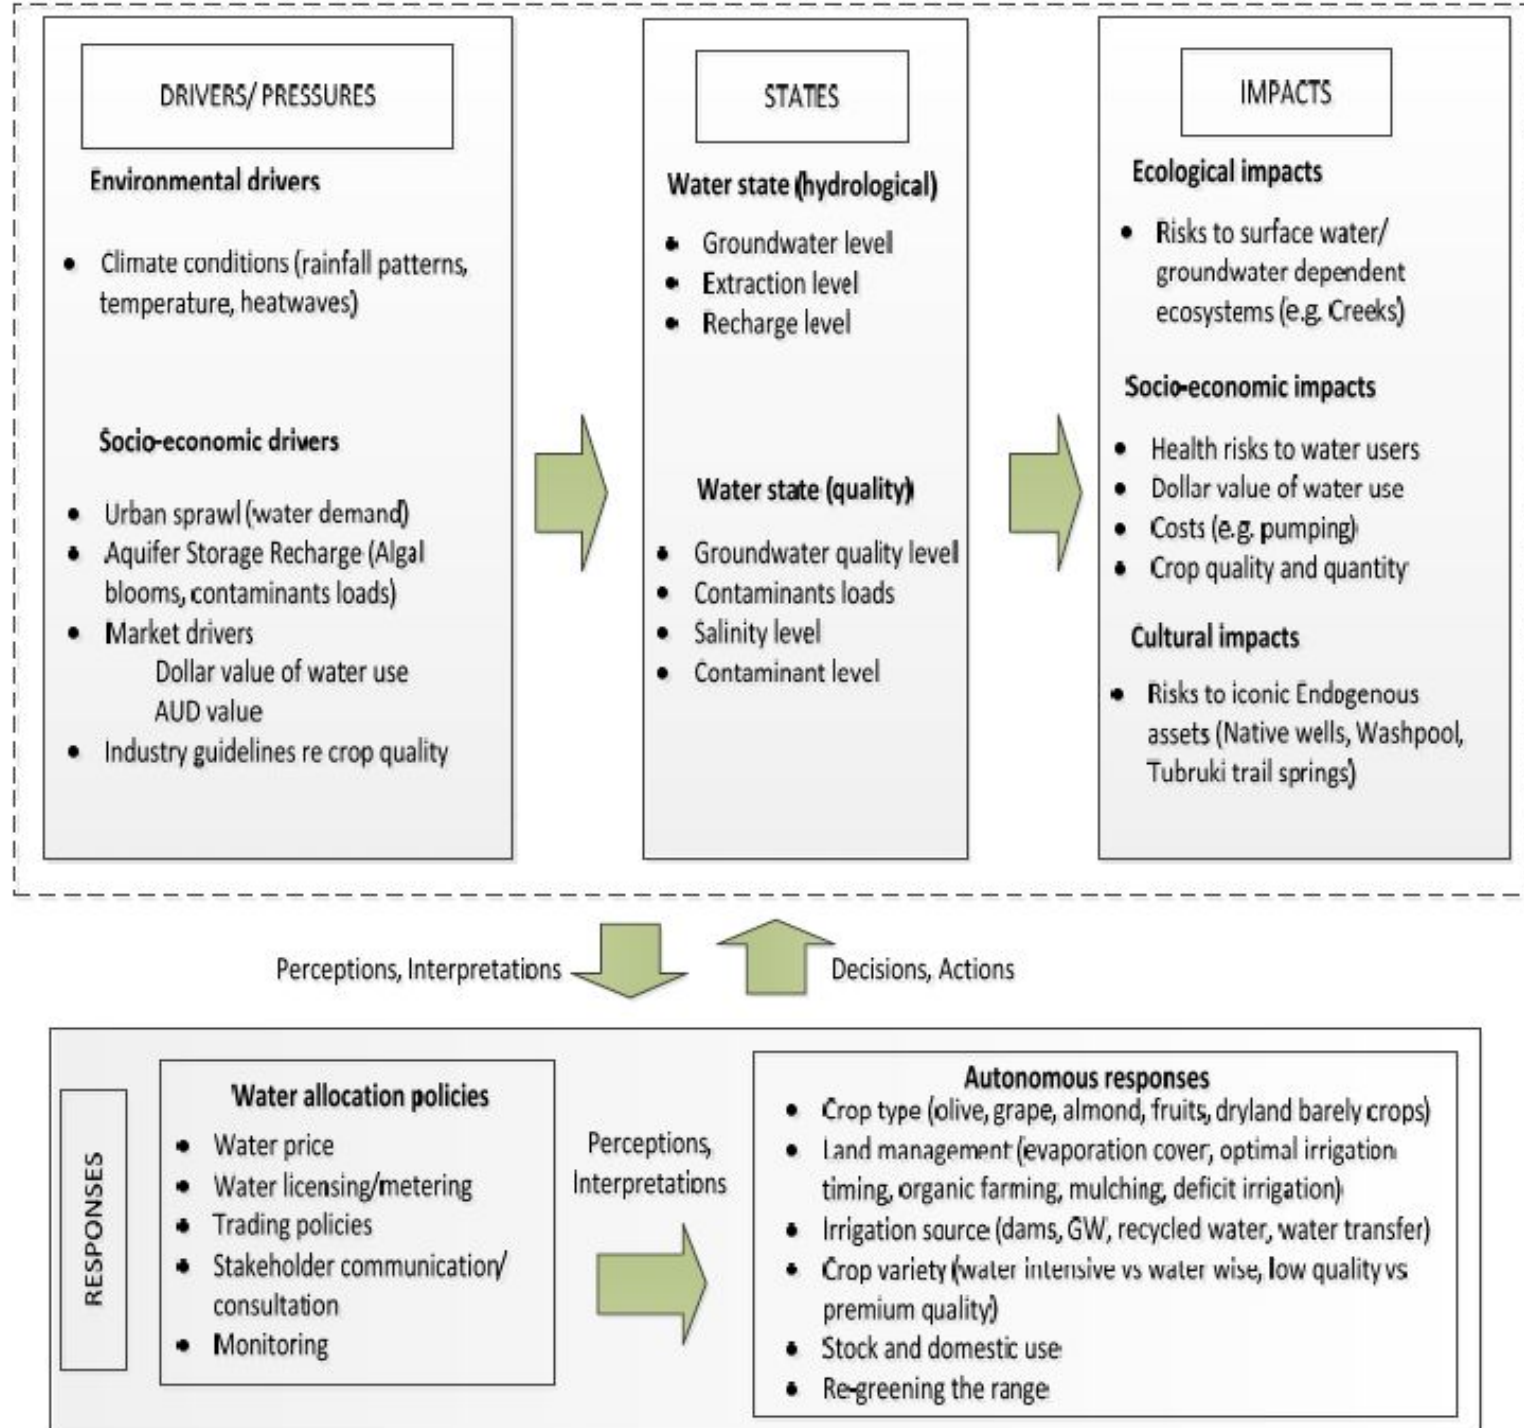 DRIVERS/ PRESSURES
Environmental drivers
• Climate conditions (rainfall patterns,
temperature, heatwaves)
Socio-economic drivers
• Urban sprawl (water demand)
• Aquifer Storage Recharge (Algal
blooms, contaminants loads)
• Market drivers
Dollar value of water use
AUD value
• Industry guidelines re crop quality
STATES
Water state (hydrological)
• Groundwater level
• Extraction level
• Recharge level
Water state (quality)
• Groundwater quality level
• Contaminants loads
• Salinity level
• Contaminant level
IMPACTS
Ecological impacts
• Risks to surface water/
groundwater dependent
ecosystems (e.g. Creeks)
Socio-economic impacts
• Health risks to water users
• Dollar value of water use
• Costs (e.g. pumping)
• Crop quality and quantity
Cultural impacts
• Risks to iconic Endogenous
assets (Native wells, Washpool,
Tubruki trail springs)
Perceptions, Interpretations
Decisions, Actions
RESPONSES
Water allocation policies
• Water price
• Water licensing/metering
• Trading policies
• Stakeholder communication/
consultation
• Monitoring
Perceptions,
Interpretations
Autonomous responses
• Crop type (olive, grape, almond, fruits, dryland barely crops)
• Land management (evaporation cover, optimal irrigation
timing, organic farming, mulching, deficit irrigation)
• Irrigation source (dams, GW, recycled water, water transfer)
• Crop variety (water intensive vs water wise, low quality vs
premium quality)
• Stock and domestic use
• Re-greening the range